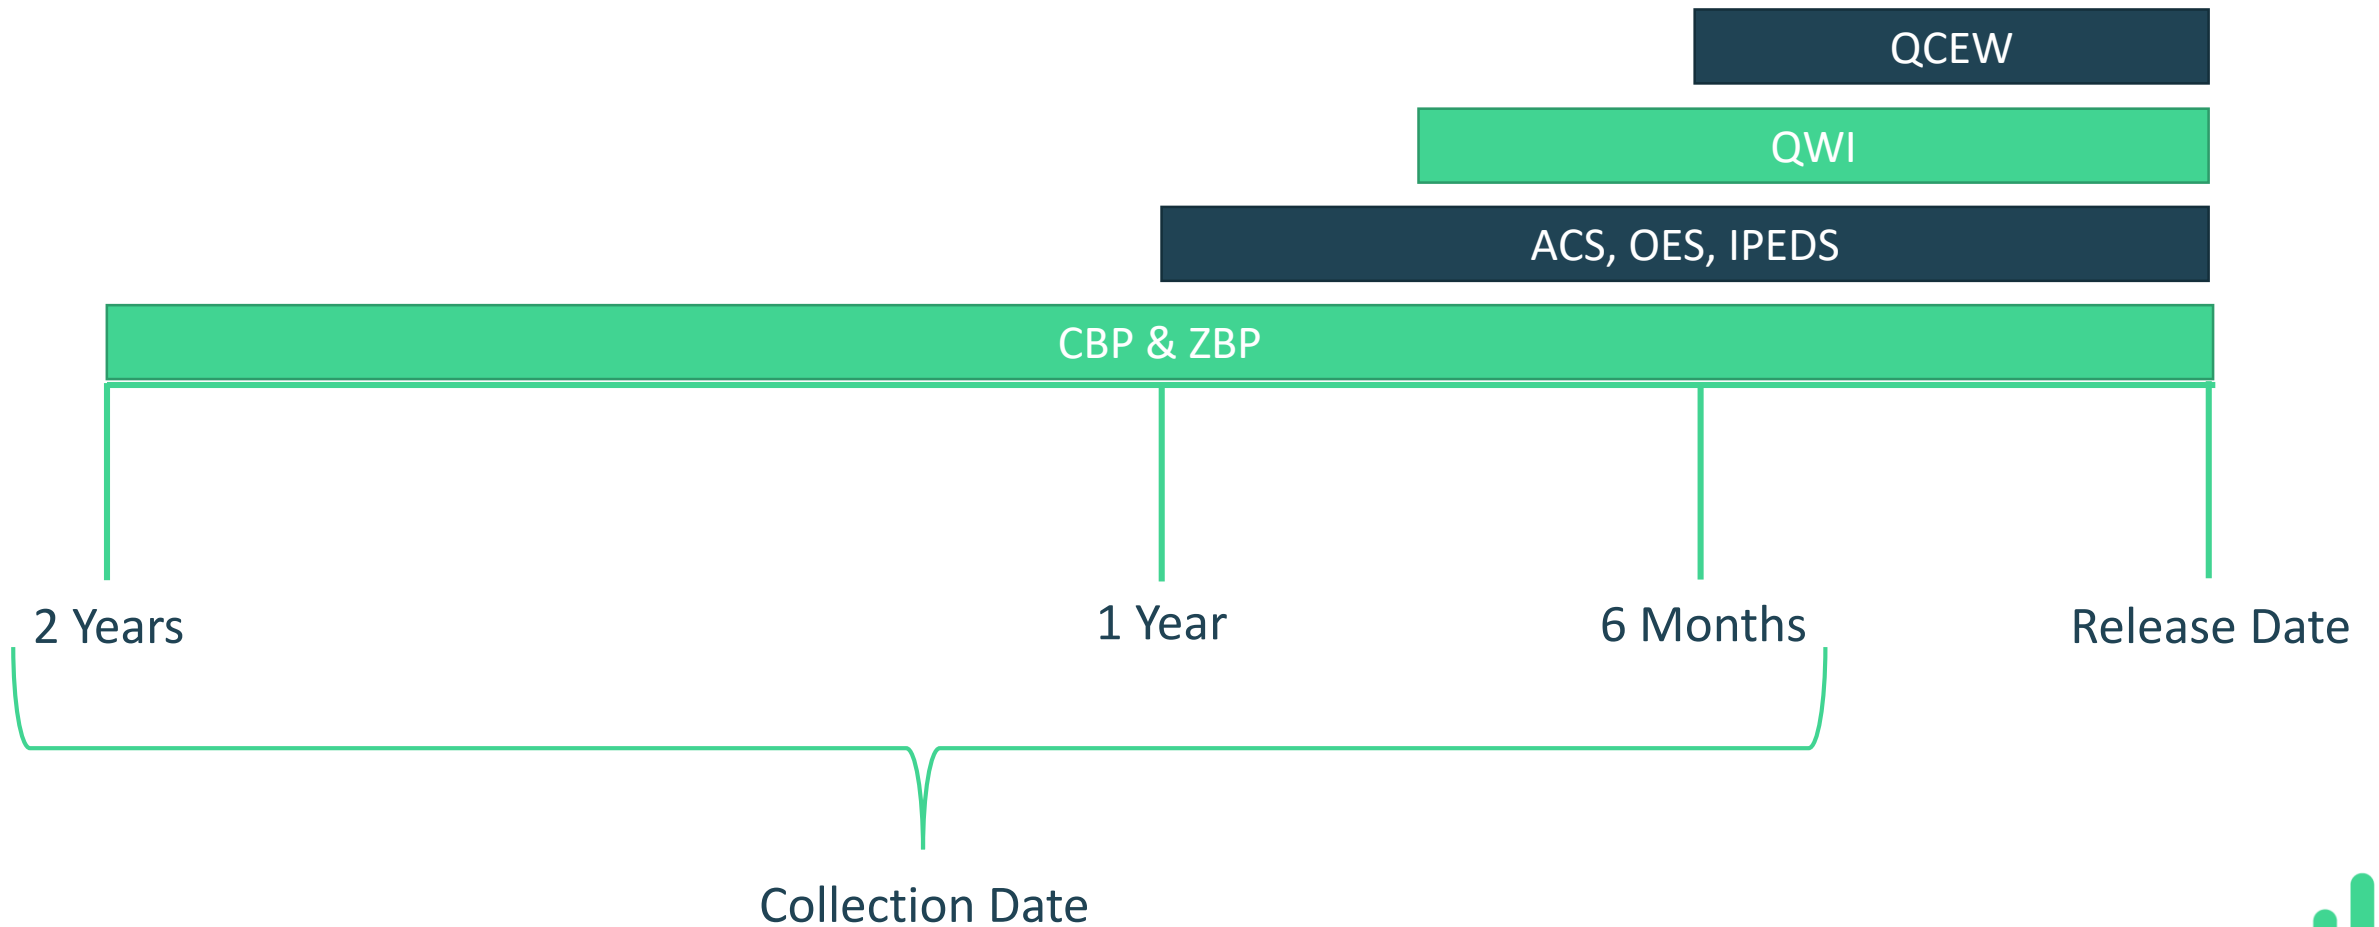 QCEW
QWI
ACS, OES, IPEDS
CBP & ZBP
2 Years
1 Year
6 Months
Release Date
Collection Date